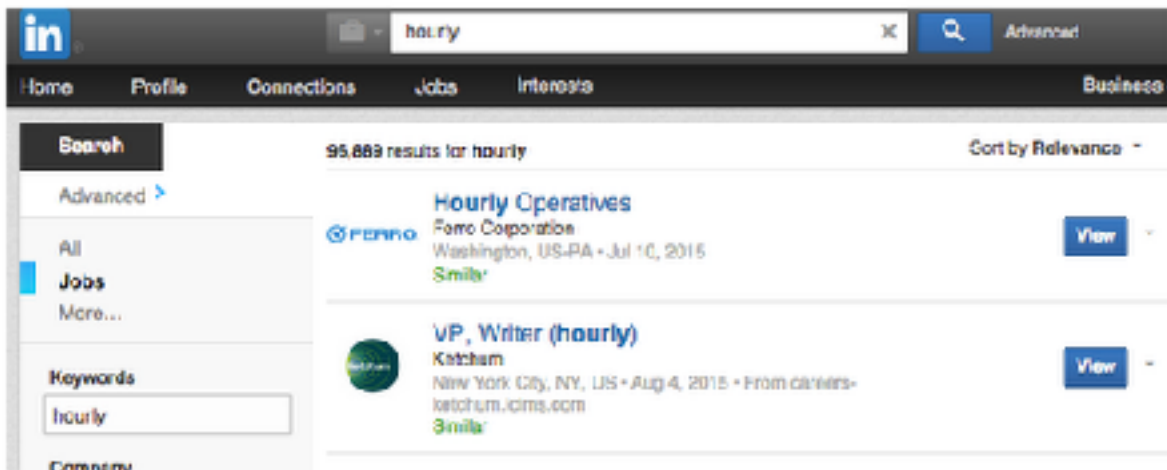 in
hourly
Advanced
Home Profile Connections Jobs Interests Business
Search
Advanced >
All
Jobs
More...
Keywords
hourly
Company
95,889 results for hourly
Sort by Relevance
FERRO
Hourly Operatives
Ferro Corporation
Washington, US-PA • Jul 10, 2015
Similar
View
VP, Writer (hourly)
Ketchum
New York City, NY, US • Aug 4, 2015 • From careers-
ketchum.icims.com
Similar
View